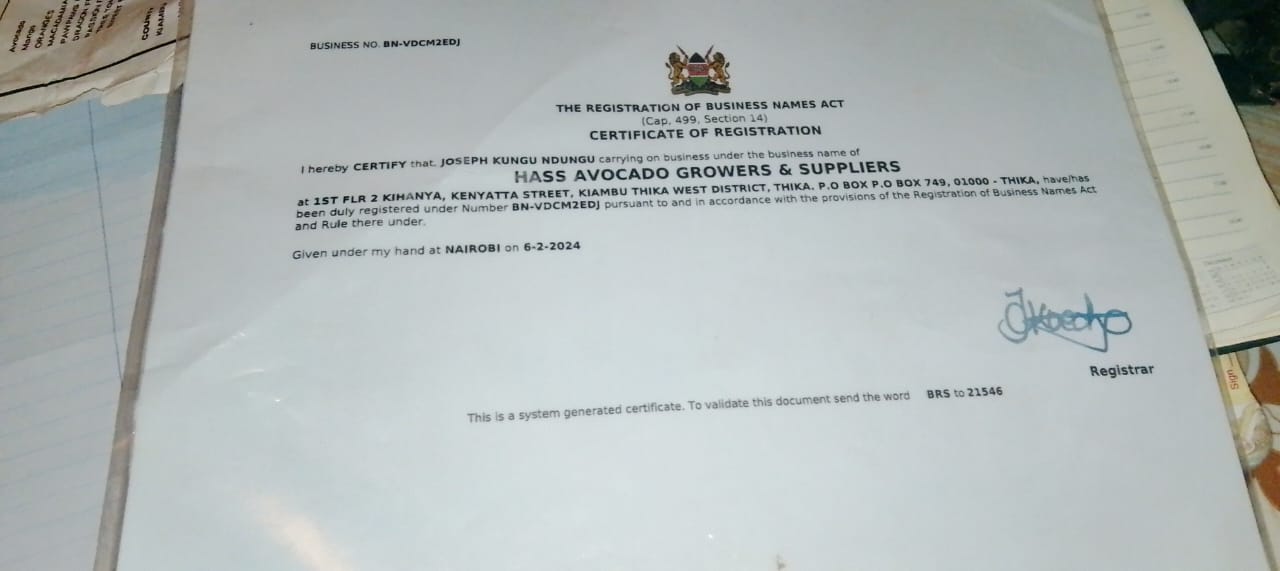 Avocado
Mango
ORANGES
MACADAMIA
BUSINESS NO. BN-VDCM2EDJ
THE REGISTRATION OF BUSINESS NAMES ACT
(Cap. 499, Section 14)
CERTIFICATE OF REGISTRATION
I hereby CERTIFY that. JOSEPH KUNGU NDUNGU carrying on business under the business name of
HASS AVOCADO GROWERS & SUPPLIERS
at 1ST FLR 2 KIHANYA, KENYATTA STREET, KIAMBU THIKA WEST DISTRICT, THIKA. P.O BOX P.O BOX 749, 01000 - THIKA, have/has
been duly registered under Number BN-VDCM2EDJ pursuant to and in accordance with the provisions of the Registration of Business Names Act
and Rule there under.
Given under my hand at NAIROBI on 6-2-2024
Registrar
This is a system generated certificate. To validate this document send the word BRS to 21546
Sign